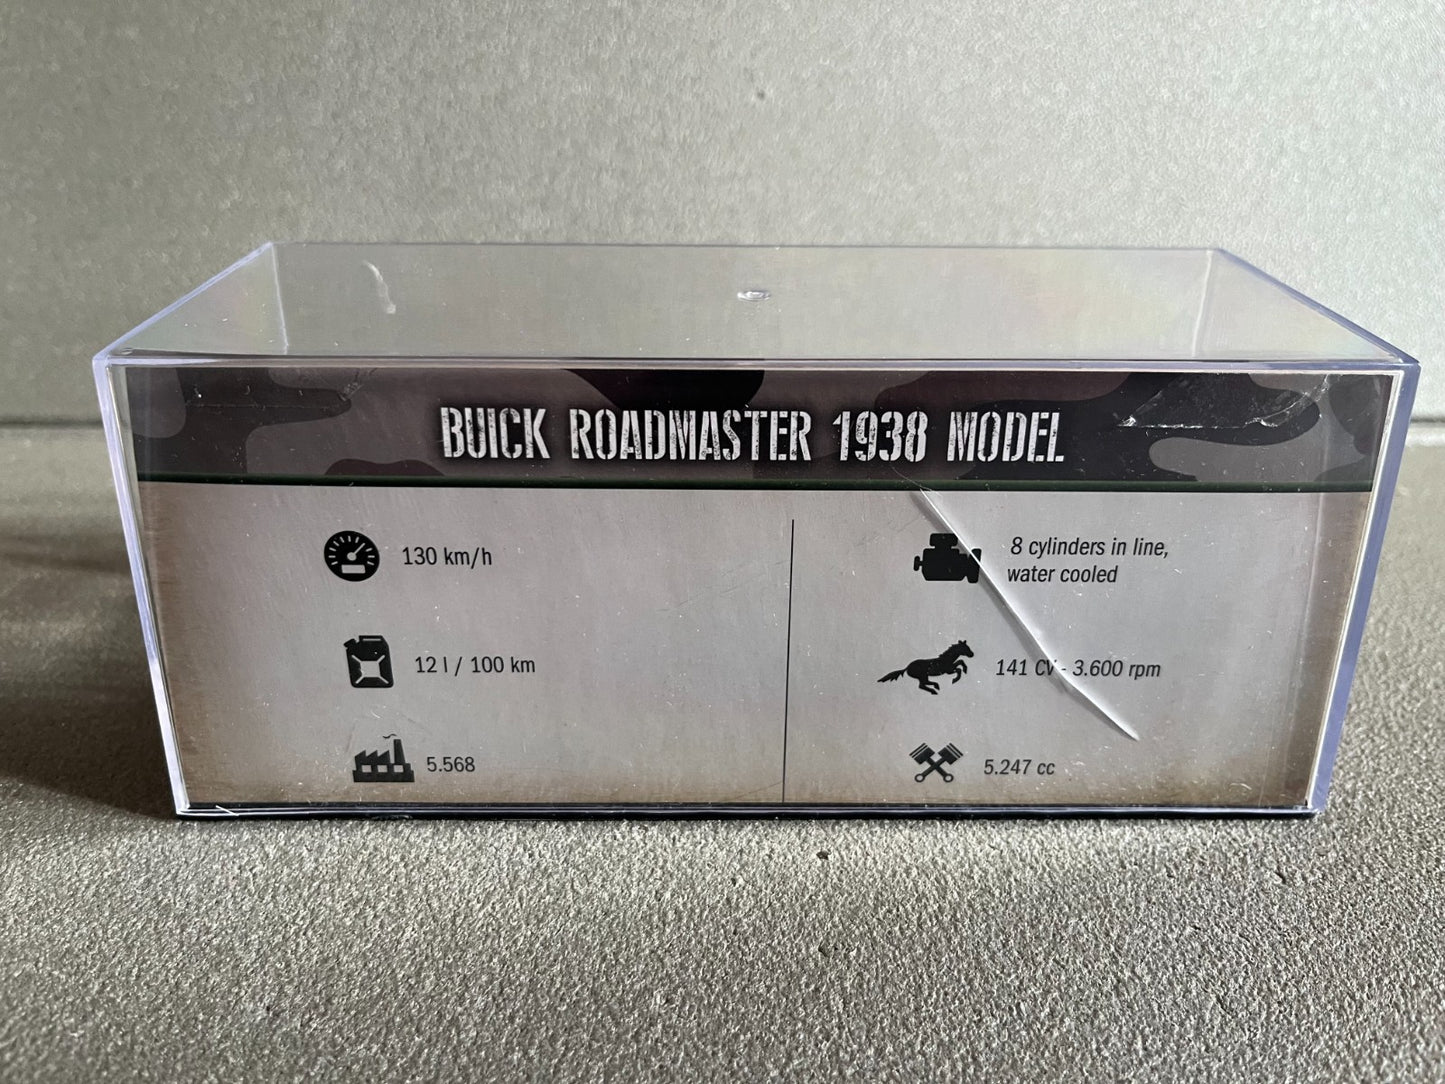 BUICK ROADMASTER 1938 MODEL
130 km/h
12 l / 100 km
5.568
8 cylinders in line,
water cooled
141 CV - 3.600 rpm
5.247 cc